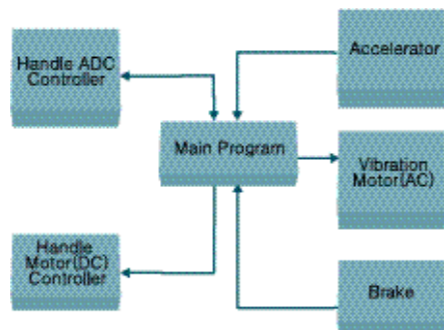 Handle ADC
Controller
Accelerator
Main Program
Vibration
Motor(AC)
Handle
Motor(DC)
Controller
Brake